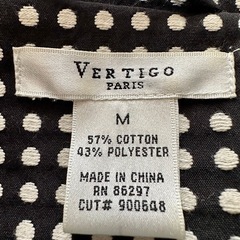 VERTIGO
PARIS
M
57% COTTON
43% POLYESTER
MADE IN CHINA
RN 86297
CUT# 900648